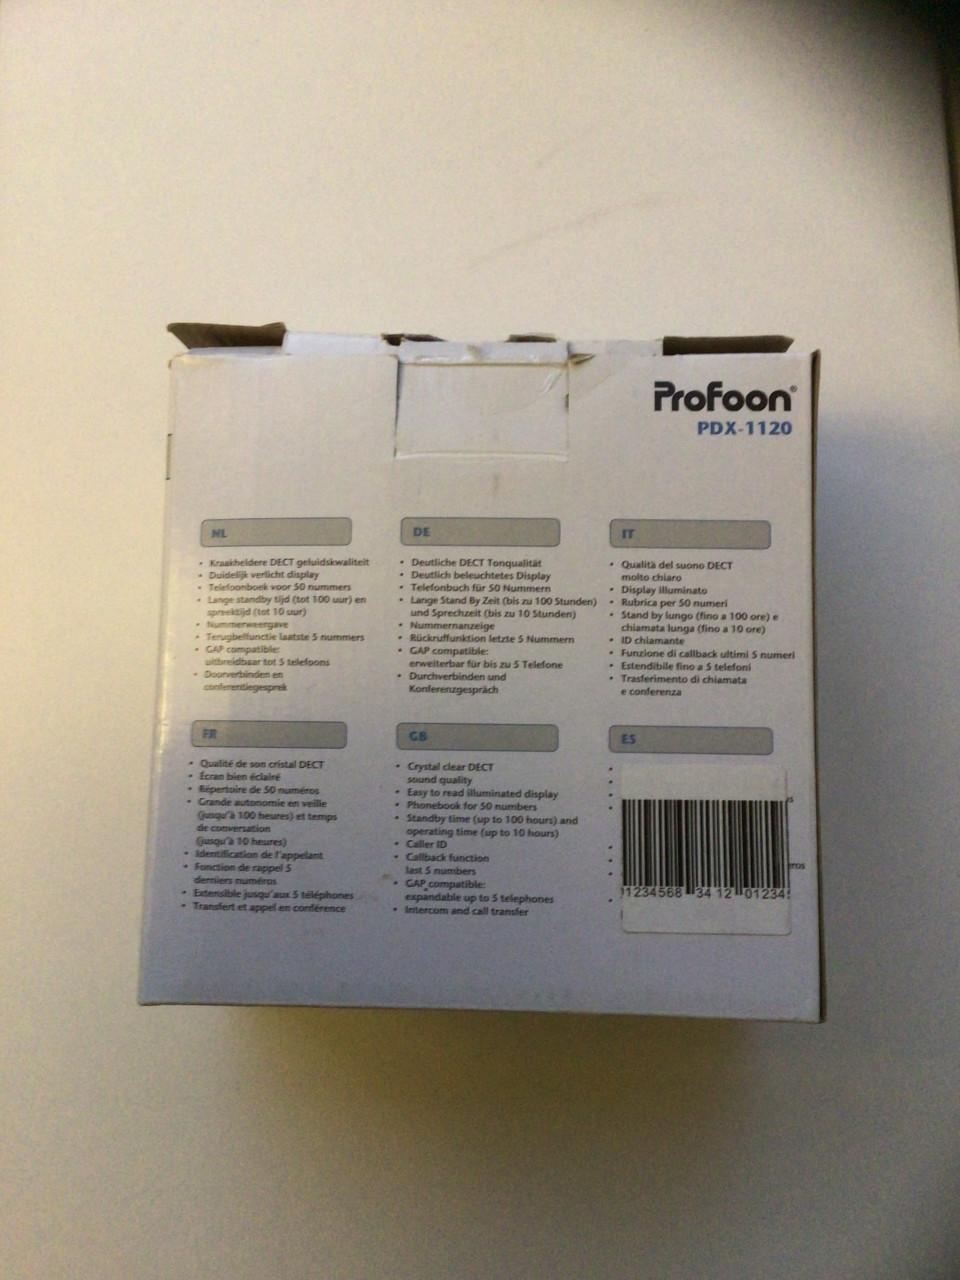 Profoon®
PDX-1120
NL
• Kraakheldere DECT geluidskwaliteit
• Duidelijk verlicht display
• Telefoonboek voor 50 nummers
• Lange standby tijd (tot 100 uur) en
spreektijd (tot 10 uur)
• Nummerweergave
• Terugbelfunctie laatste 5 nummers
• GAP compatible:
uitbreidbaar tot 5 telefoons
• Doorverbinden en
conferentiegesprek
DE
• Deutliche DECT Tonqualität
• Deutlich beleuchtetes Display
• Telefonbuch für 50 Nummern
• Lange Stand By Zeit (bis zu 100 Stunden)
und Sprechzeit (bis zu 10 Stunden)
• Nummernanzeige
• Rückruffunktion letzte 5 Nummern
• GAP compatible:
erweiterbar für bis zu 5 Telefone
• Durchverbinden und
Konferenzgespräch
IT
• Qualità del suono DECT
molto chiaro
• Display illuminato
• Rubrica per 50 numeri
• Stand by lungo (fino a 100 ore) e
chiamata lunga (fino a 10 ore)
• ID chiamante
• Funzione di callback ultimi 5 numeri
• Estendibile fino a 5 telefoni
• Trasferimento di chiamata
e conferenza
FR
• Qualité de son cristal DECT
• Écran bien éclairé
• Répertoire de 50 numéros
• Grande autonomie en veille
(jusqu'à 100 heures) et temps
de conversation
(jusqu'à 10 heures)
• Identification de l'appelant
• Fonction de rappel 5
derniers numéros
• Extensible jusqu'aux 5 téléphones
• Transfert et appel en conférence
GB
• Crystal clear DECT
sound quality
• Easy to read illuminated display
• Phonebook for 50 numbers
• Standby time (up to 100 hours) and
operating time (up to 10 hours)
• Caller ID
• Callback function
last 5 numbers
• GAP compatible:
expandable up to 5 telephones
• Intercom and call transfer
ES
1234568 34 12 01234